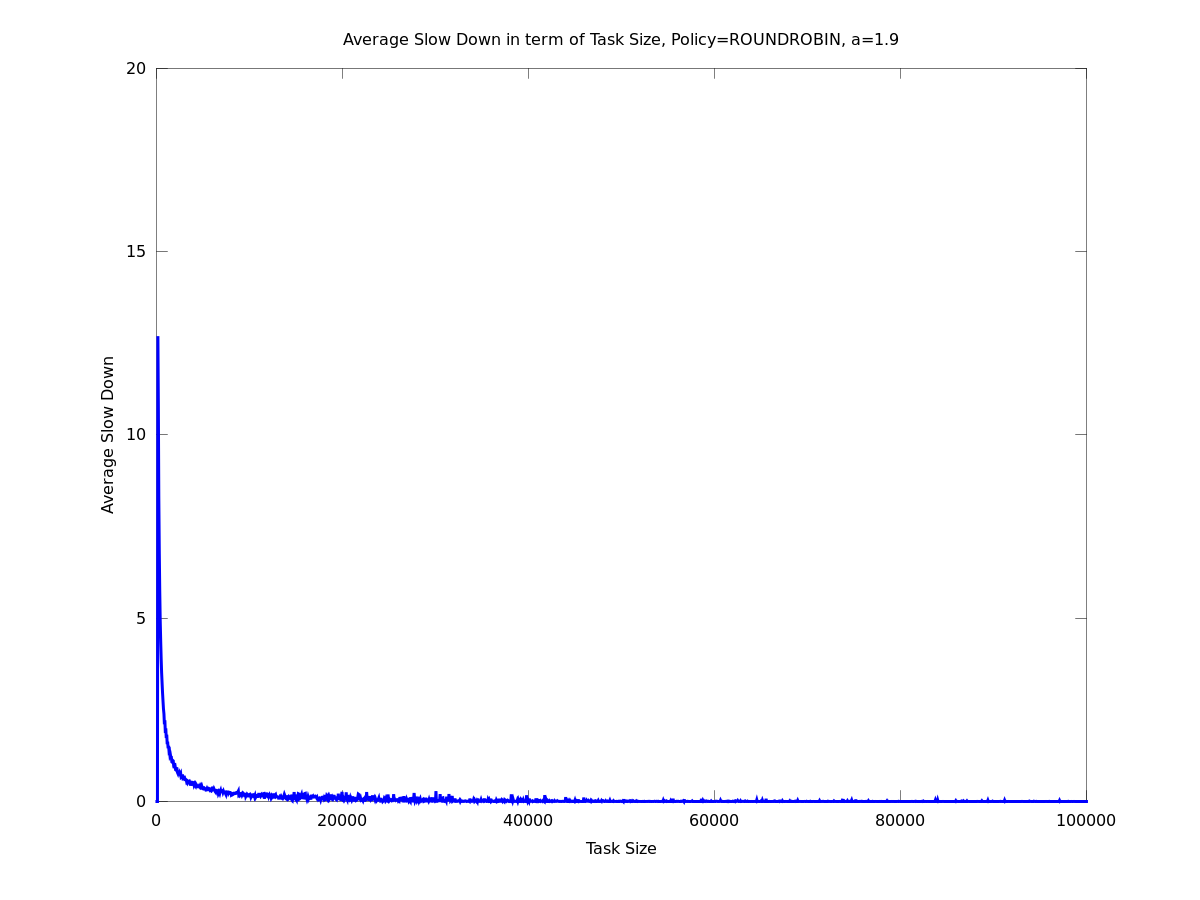 Average Slow Down in term of Task Size, Policy=ROUNDROBIN, a=1.9
20
15
10
5
0
Average Slow Down
0 20000 40000 60000 80000 100000
Task Size